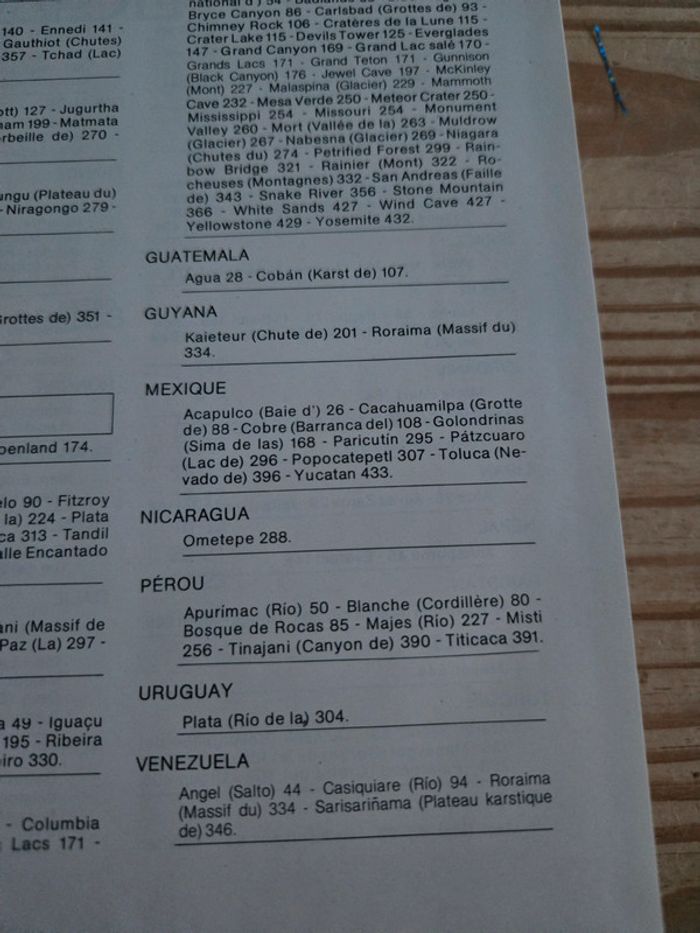 140 - Ennedi 141 -
Gauthiot (Chutes)
357 - Tchad (Lac)
ott) 127 - Jugurtha
199 - Matmata
orbeille de) 270 -
ungu (Plateau du)
- Niragongo 279 -
Grottes de) 351 -
oenland 174.
elo 90 - Fitzroy
la) 224 - Plata
ca 313 - Tandil
alle Encantado
ani (Massif de
Paz (La) 297 -
a 49 - Iguaçu
195 - Ribeira
iro 330.
- Columbia
Lacs 171 -
Bryce Canyon 86 - Carlsbad (Grottes de) 93 -
Chimney Rock 106 - Cratères de la Lune 115 -
Crater Lake 115 - Devils Tower 125 - Everglades
147 - Grand Canyon 169 - Grand Lac salé 170 -
Grands Lacs 171 - Grand Teton 171 - Gunnison
(Black Canyon) 176 - Jewel Cave 197 - McKinley
(Mont) 227 - Malaspina (Glacier) 229 - Mammoth
Cave 232 - Mesa Verde 250 - Meteor Crater 250 -
Mississippi 254 - Missouri 254 - Monument
Valley 260 - Mort (Vallée de la) 263 - Muldrow
(Glacier) 267 - Nabesna (Glacier) 269 - Niagara
(Chutes du) 274 - Petrified Forest 299 - Rain-
bow Bridge 321 - Rainier (Mont) 322 - Ro-
cheuses (Montagnes) 332 - San Andreas (Faille
de) 343 - Snake River 356 - Stone Mountain
366 - White Sands 427 - Wind Cave 427 -
Yellowstone 429 - Yosemite 432.
GUATEMALA
Agua 28 - Cobán (Karst de) 107.
GUYANA
Kaieteur (Chute de) 201 - Roraima (Massif du)
334.
MEXIQUE
Acapulco (Baie d') 26 - Cacahuamilpa (Grotte
de) 88 - Cobre (Barranca del) 108 - Golondrinas
(Sima de las) 168 - Paricutín 295 - Pátzcuaro
(Lac de) 296 - Popocatepetl 307 - Toluca (Ne-
vado de) 396 - Yucatan 433.
NICARAGUA
Ometepe 288.
PÉROU
Apurímac (Río) 50 - Blanche (Cordillère) 80 -
Bosque de Rocas 85 - Majes (Río) 227 - Misti
256 - Tinajani (Canyon de) 390 - Titicaca 391.
URUGUAY
Plata (Río de la) 304.
VENEZUELA
Angel (Salto) 44 - Casiquiare (Río) 94 - Roraima
(Massif du) 334 - Sarisariñama (Plateau karstique
de) 346.